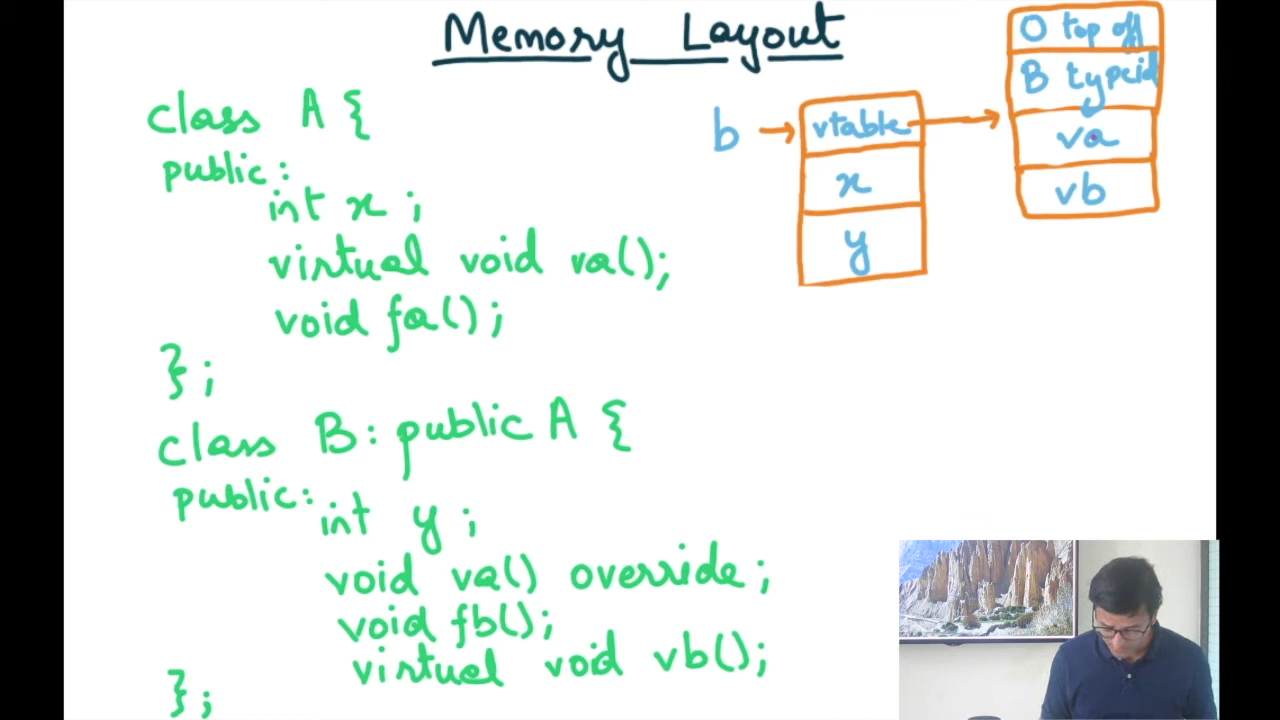 Memory Layout
class A {
public:
int x ;
virtual void va();
void fa();
};
class B: public A {
public:
int y ;
void va() override;
void fb();
virtual void vb();
};
b
vtable
x
y
0 top off
B typeid
va
vb